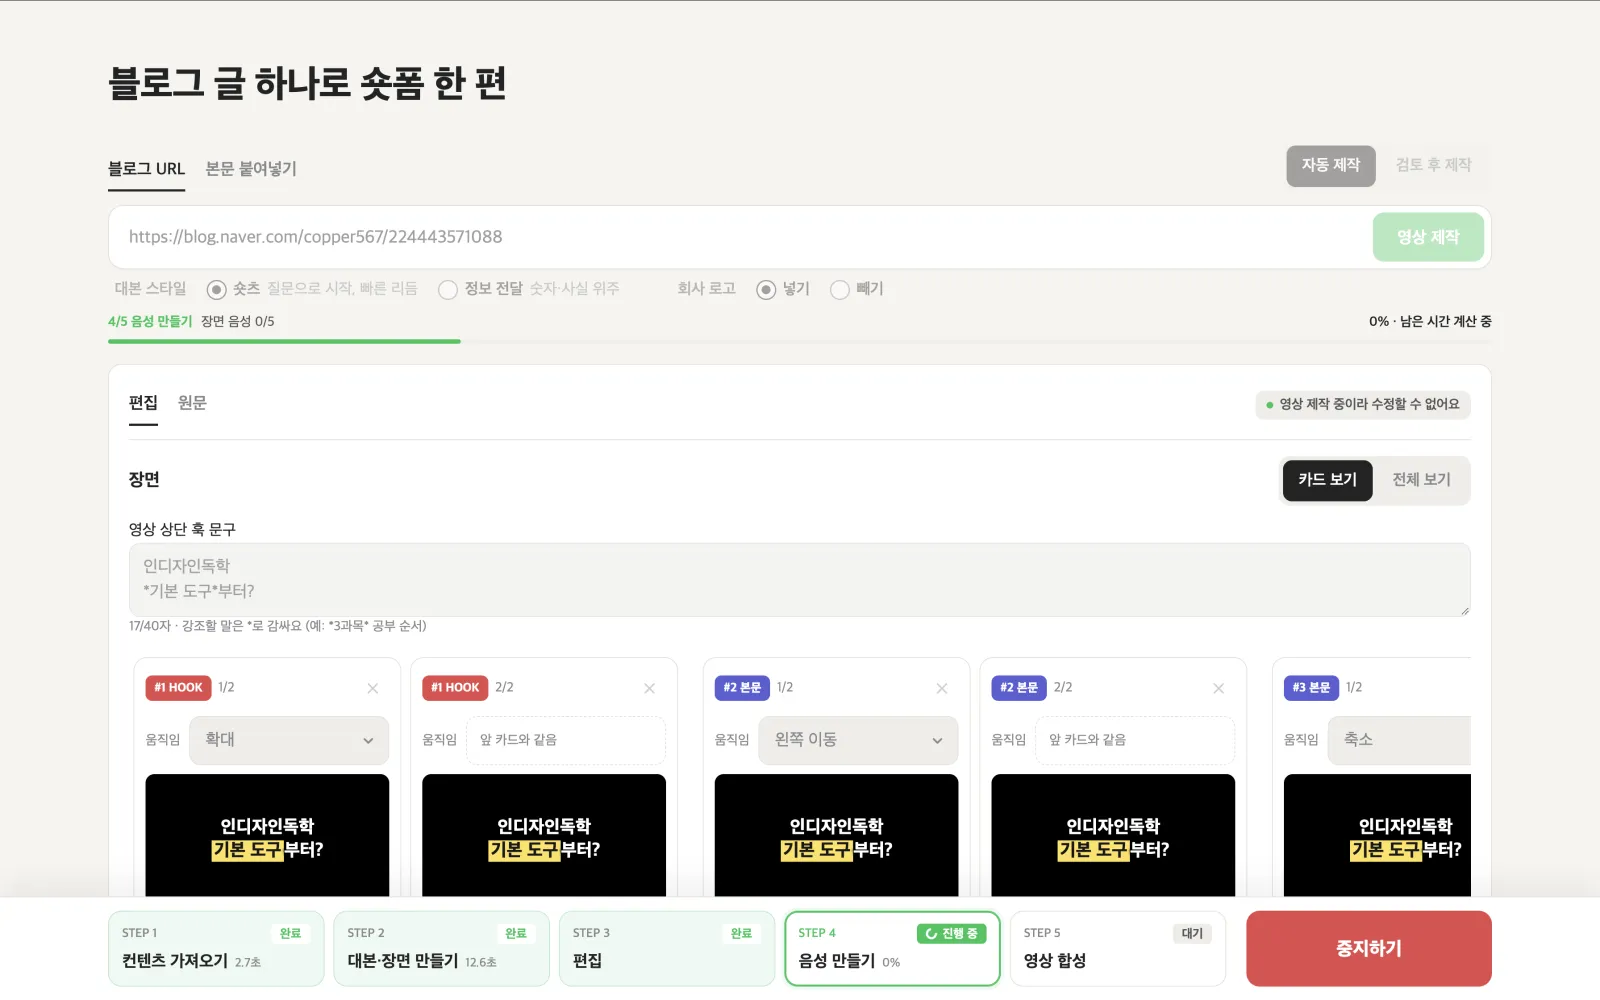 블로그 글 하나로 숏폼 한 편
블로그 URL 본문 붙여넣기
자동 제작 검토 후 제작
https://blog.naver.com/copper567/224443571088
영상 제작
대본 스타일 숏츠 질문으로 시작, 빠른 리듬 정보 전달 숫자·사실 위주 회사 로고 넣기 빼기
4/5 음성 만들기 장면 음성 0/5
0% · 남은 시간 계산 중
편집 원문
영상 제작 중이라 수정할 수 없어요
장면
카드 보기 전체 보기
영상 상단 훅 문구
인디자인독학
*기본 도구*부터?
17/40자 · 강조할 말은 *로 감싸요 (예: *3과목* 공부 순서)
#1 HOOK 1/2
움직임 확대
인디자인독학
기본 도구부터?
#1 HOOK 2/2
움직임 앞 카드와 같음
인디자인독학
기본 도구부터?
#2 본문 1/2
움직임 왼쪽 이동
인디자인독학
기본 도구부터?
#2 본문 2/2
움직임 앞 카드와 같음
인디자인독학
기본 도구부터?
#3 본문 1/2
움직임 축소
인디자인독학
기본 도구부터?
STEP 1 완료
컨텐츠 가져오기 2.7초
STEP 2 완료
대본·장면 만들기 12.6초
STEP 3 완료
편집
STEP 4 진행 중
음성 만들기 0%
STEP 5 대기
영상 합성
중지하기